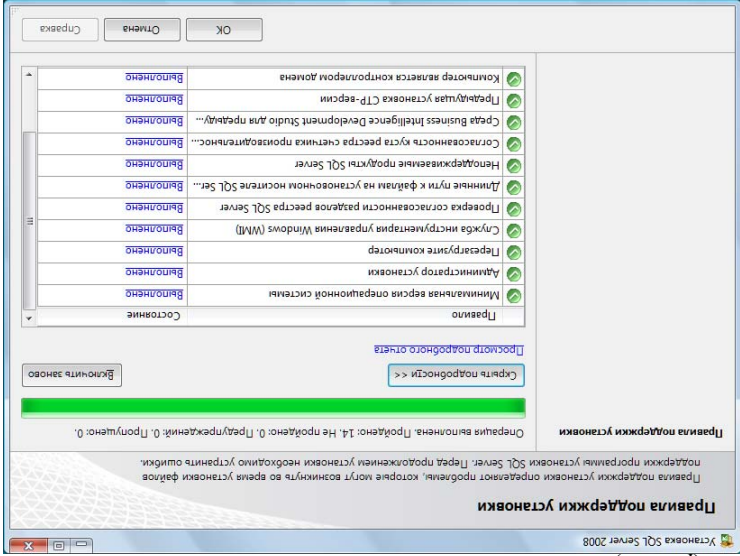 Установка SQL Server 2008
Правила поддержки установки
Правила поддержки установки определяют проблемы, которые могут возникнуть во время установки файлов
поддержки программы установки SQL Server. Перед продолжением установки необходимо устранить ошибки.
Правила поддержки установки
Операция выполнена. Пройдено: 14. Не пройдено: 0. Предупреждений: 0. Пропущено: 0.
Скрыть подробности << Включить заново
Просмотр подробного отчета
Правило Состояние
Минимальная версия операционной системы Выполнено
Администратор установки Выполнено
Перезагрузите компьютер Выполнено
Служба инструментария управления Windows (WMI) Выполнено
Проверка согласованности разделов реестра SQL Server Выполнено
Длинные пути к файлам на установочном носителе SQL Ser... Выполнено
Неподдерживаемые продукты SQL Server Выполнено
Согласованность куста реестра счетчика производительнос... Выполнено
Среда Business Intelligence Development Studio для предыду... Выполнено
Предыдущая установка CTP-версии Выполнено
Компьютер является контроллером домена Выполнено
ОК Отмена Справка